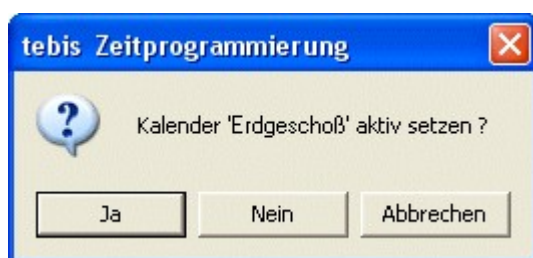 tebis Zeitprogrammierung
Kalender 'Erdgeschoß' aktiv setzen ?
Ja Nein Abbrechen